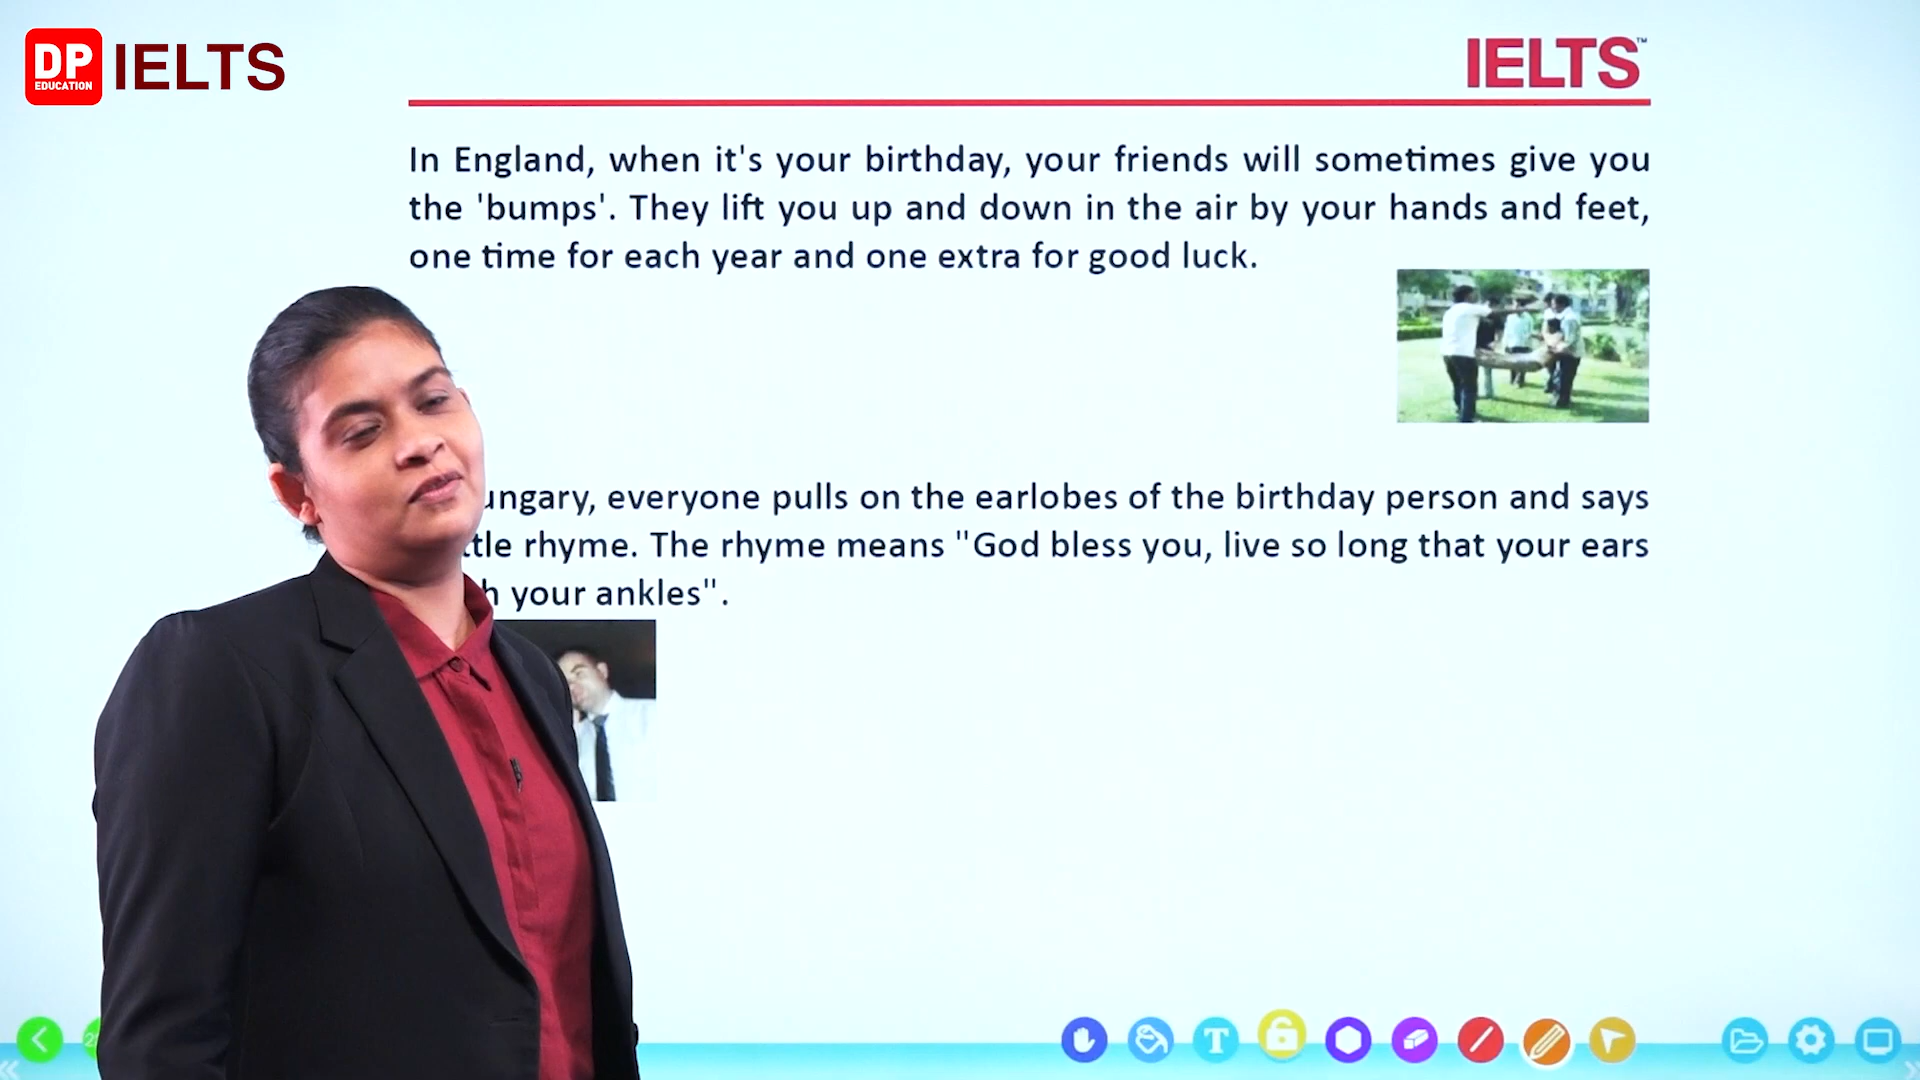 DP
EDUCATION
IELTS
IELTS™
In England, when it's your birthday, your friends will sometimes give you
the 'bumps'. They lift you up and down in the air by your hands and feet,
one time for each year and one extra for good luck.
everyone pulls on the earlobes of the birthday person and says
rhyme. The rhyme means "God bless you, live so long that your ears
your ankles".
T